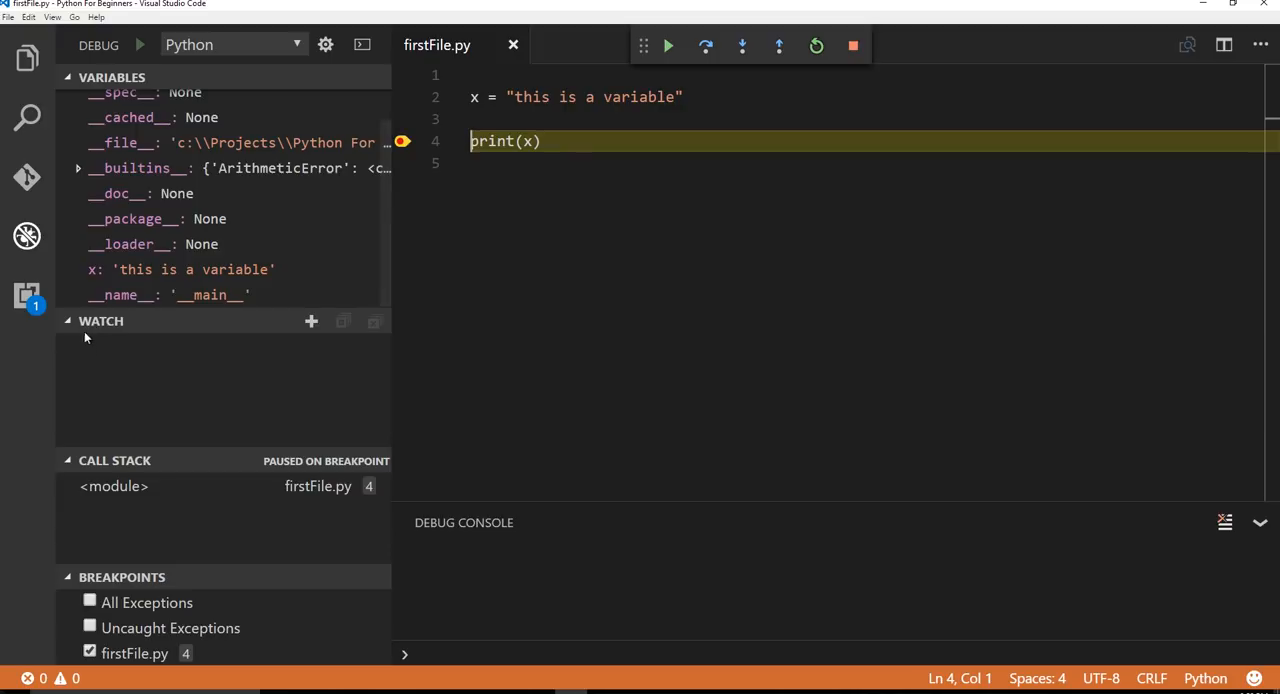 firstFile.py - Python For Beginners - Visual Studio Code
File Edit View Go Help
DEBUG Python
firstFile.py
VARIABLES
__spec__: None
__cached__: None
__file__: 'c:\\Projects\\Python For …
__builtins__: {'ArithmeticError': <c…
__doc__: None
__package__: None
__loader__: None
x: 'this is a variable'
__name__: '__main__'
1
2 x = "this is a variable"
3
4 print(x)
5
1
WATCH
CALL STACK PAUSED ON BREAKPOINT
<module> firstFile.py 4
BREAKPOINTS
All Exceptions
Uncaught Exceptions
firstFile.py 4
DEBUG CONSOLE
0 0 Ln 4, Col 1 Spaces: 4 UTF-8 CRLF Python